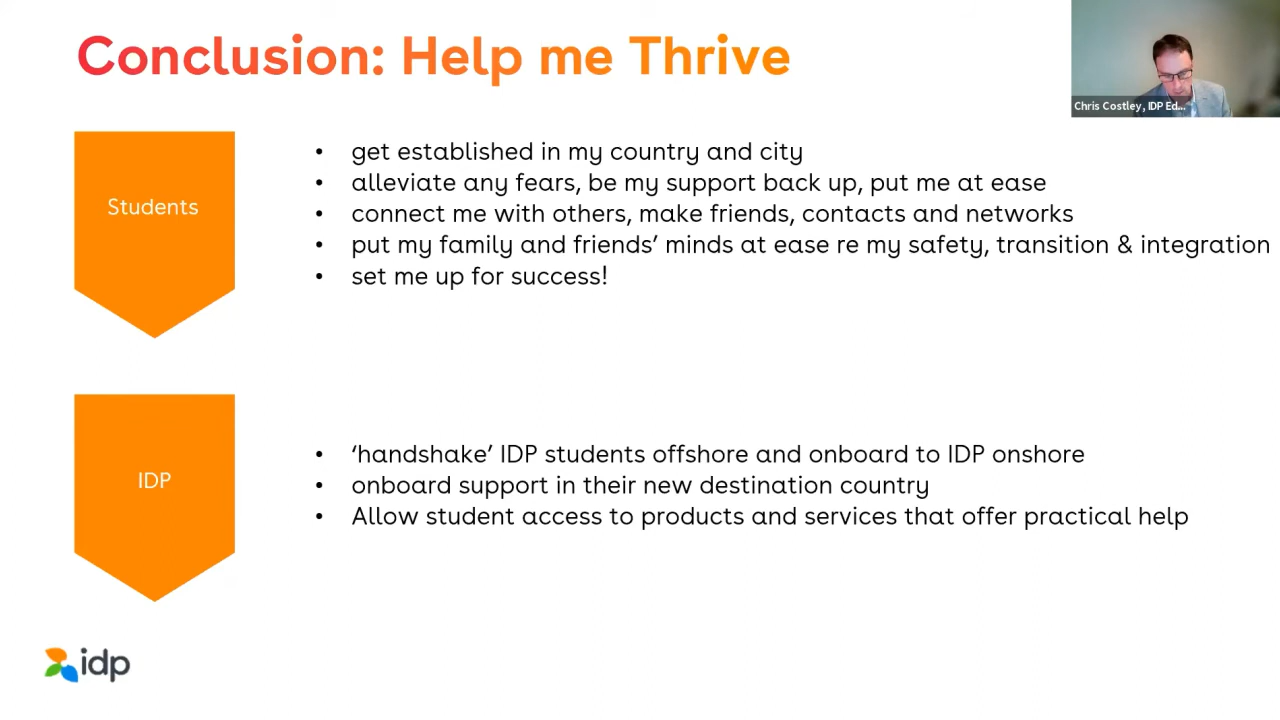 Conclusion: Help me Thrive
Chris Costley, IDP Ed...
Students
• get established in my country and city
• alleviate any fears, be my support back up, put me at ease
• connect me with others, make friends, contacts and networks
• put my family and friends’ minds at ease re my safety, transition & integration
• set me up for success!
IDP
• ‘handshake’ IDP students offshore and onboard to IDP onshore
• onboard support in their new destination country
• Allow student access to products and services that offer practical help
idp